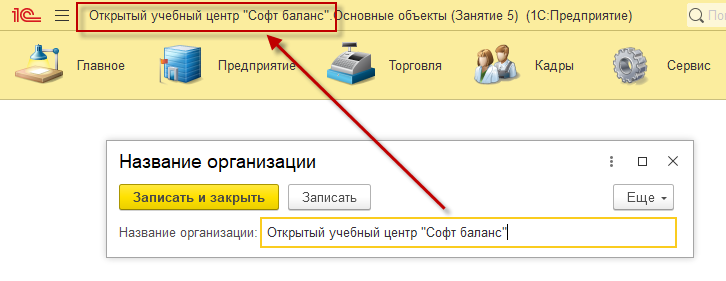 1С Открытый учебный центр "Софт баланс".Основные объекты (Занятие 5) (1С:Предприятие)
Главное Предприятие Торговля Кадры Сервис
Название организации
Записать и закрыть Записать Еще
Название организации: Открытый учебный центр "Софт баланс"